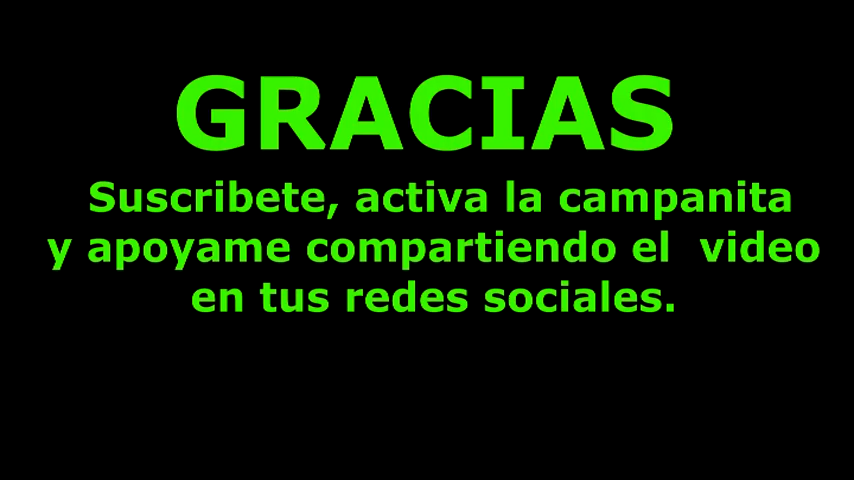 GRACIAS
Suscribete, activa la campanita
y apoyame compartiendo el video
en tus redes sociales.